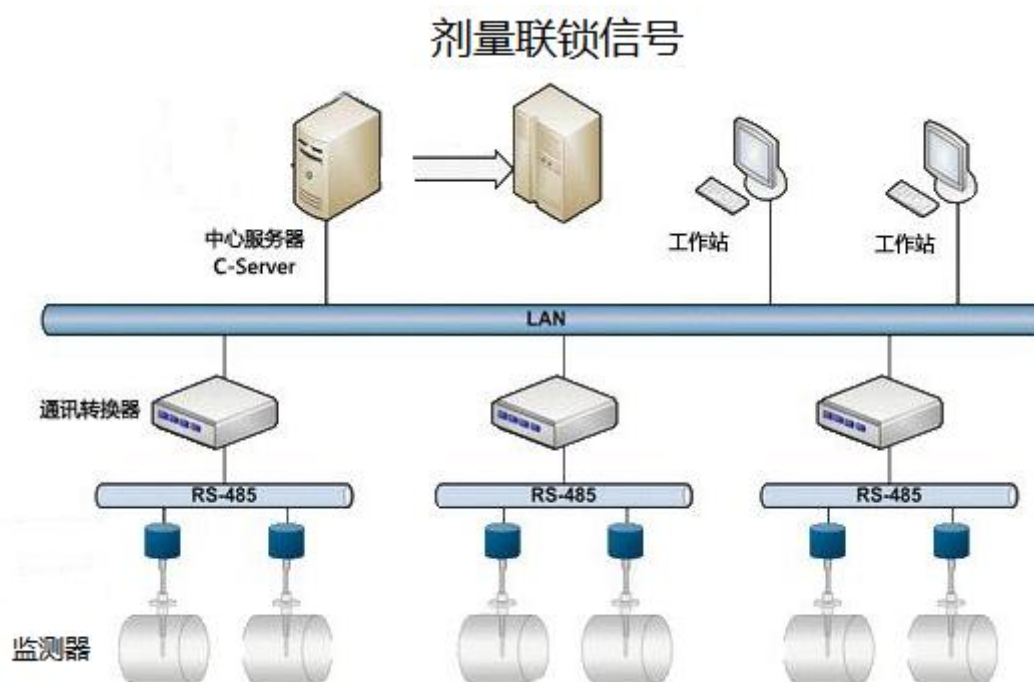 剂量联锁信号
中心服务器
C-Server
工作站
工作站
LAN
通讯转换器
RS-485
RS-485
RS-485
监测器